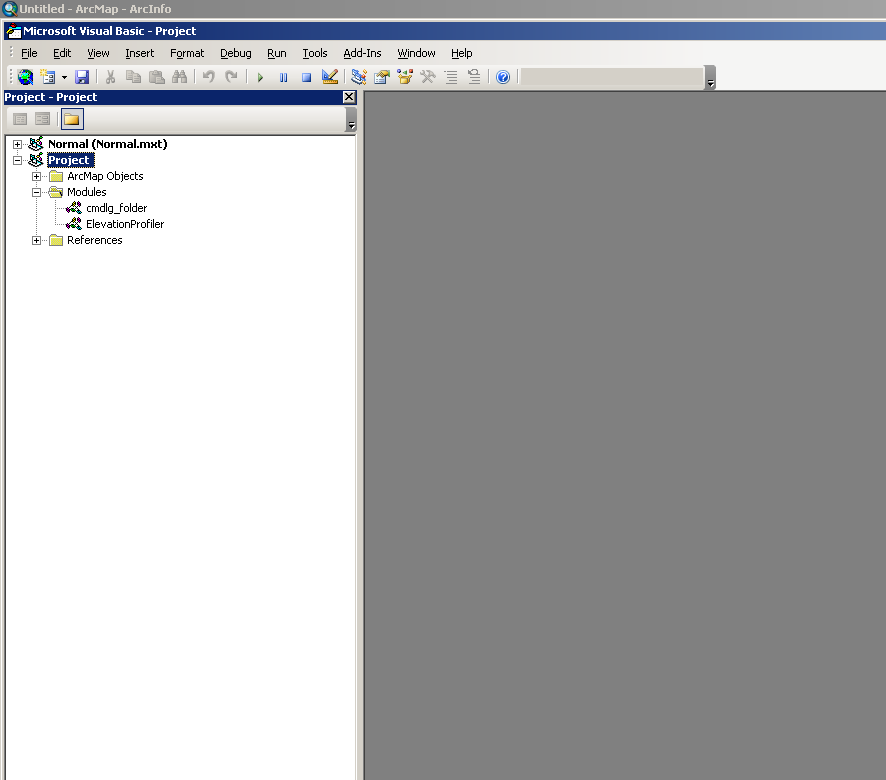 Untitled - ArcMap - ArcInfo
Microsoft Visual Basic - Project
File Edit View Insert Format Debug Run Tools Add-Ins Window Help
Project - Project
Normal (Normal.mxt)
Project
ArcMap Objects
Modules
cmdlg_folder
ElevationProfiler
References